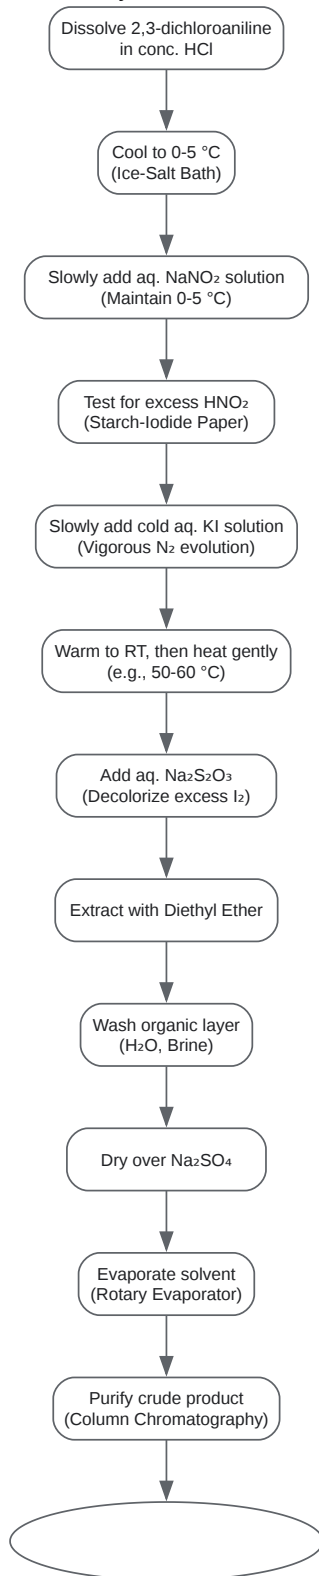 Dissolve 2,3-dichloroaniline
in conc. HCl
Cool to 0-5 °C
(Ice-Salt Bath)
Slowly add aq. NaNO₂ solution
(Maintain 0-5 °C)
Test for excess HNO₂
(Starch-Iodide Paper)
Slowly add cold aq. KI solution
(Vigorous N₂ evolution)
Warm to RT, then heat gently
(e.g., 50-60 °C)
Add aq. Na₂S₂O₃
(Decolorize excess I₂)
Extract with Diethyl Ether
Wash organic layer
(H₂O, Brine)
Dry over Na₂SO₄
Evaporate solvent
(Rotary Evaporator)
Purify crude product
(Column Chromatography)